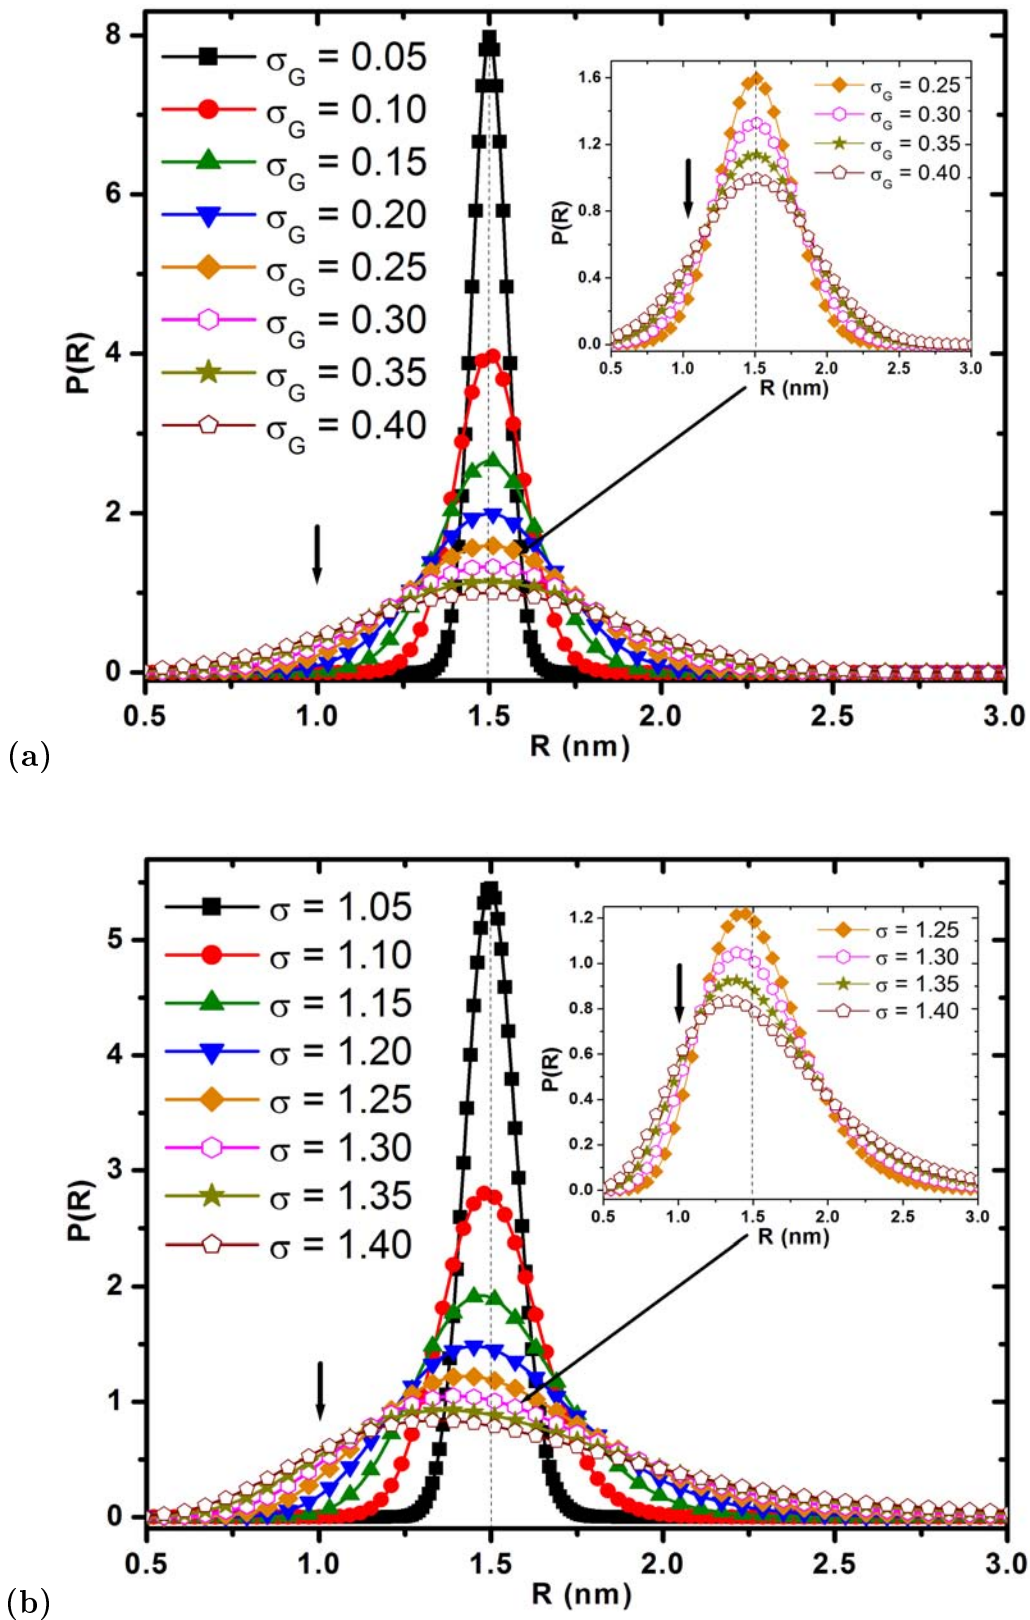 8
6
4
2
0
P(R)
σG = 0.05
σG = 0.10
σG = 0.15
σG = 0.20
σG = 0.25
σG = 0.30
σG = 0.35
σG = 0.40
1.6
1.2
0.8
0.4
0.0
P(R)
σG = 0.25
σG = 0.30
σG = 0.35
σG = 0.40
0.5 1.0 1.5 2.0 2.5 3.0
R (nm)
0.5 1.0 1.5 2.0 2.5 3.0
R (nm)
(a)
5
4
3
2
1
0
P(R)
σ = 1.05
σ = 1.10
σ = 1.15
σ = 1.20
σ = 1.25
σ = 1.30
σ = 1.35
σ = 1.40
1.2
1.0
0.8
0.6
0.4
0.2
0.0
P(R)
σ = 1.25
σ = 1.30
σ = 1.35
σ = 1.40
0.5 1.0 1.5 2.0 2.5 3.0
R (nm)
0.5 1.0 1.5 2.0 2.5 3.0
R (nm)
(b)